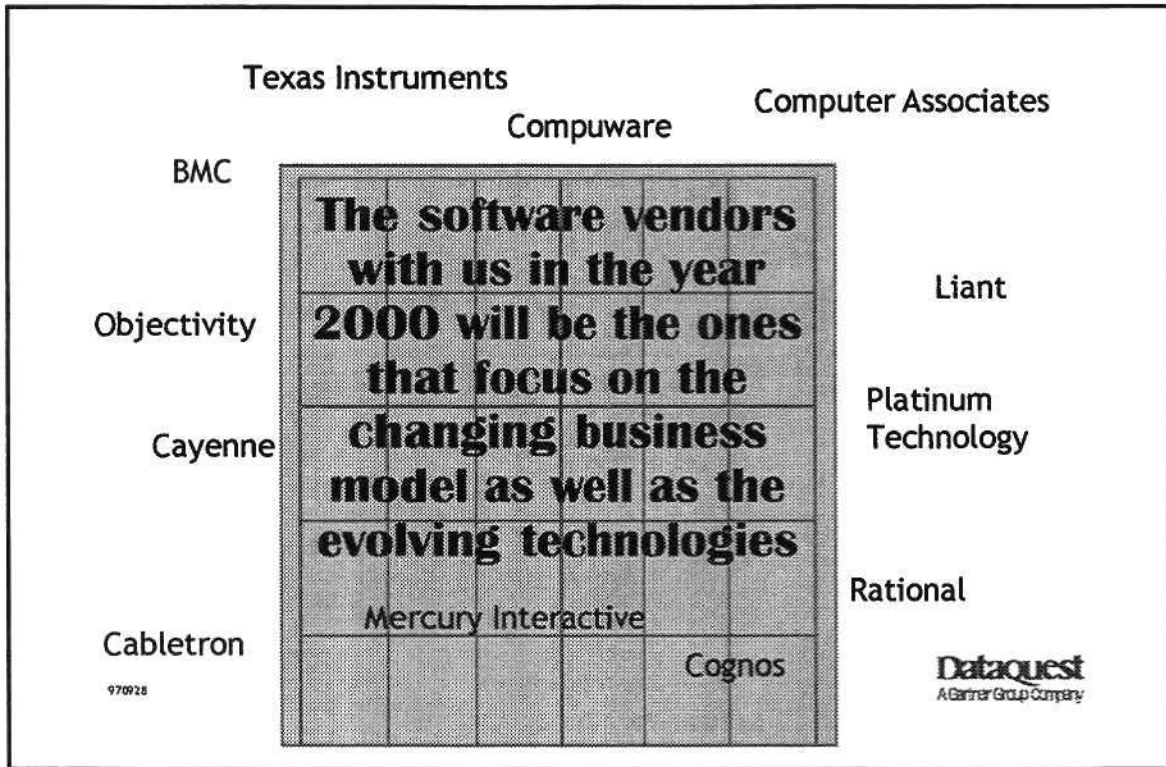 Texas Instruments
Computer Associates
Compuware
BMC
The software vendors
with us in the year
2000 will be the ones
that focus on the
changing business
model as well as the
evolving technologies
Liant
Objectivity
Platinum
Technology
Cayenne
Rational
Mercury Interactive
Cabletron
Cognos
970928
Dataquest
A Gartner Group Company